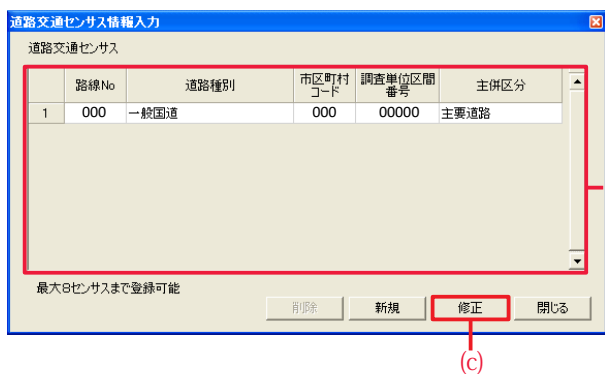 道路交通センサス情報入力
道路交通センサス
路線No 道路種別 市区町村コード 調査単位区間番号 主併区分
1 000 一般国道 000 00000 主要道路
最大8センサスまで登録可能
削除 新規 修正 閉じる
(c)